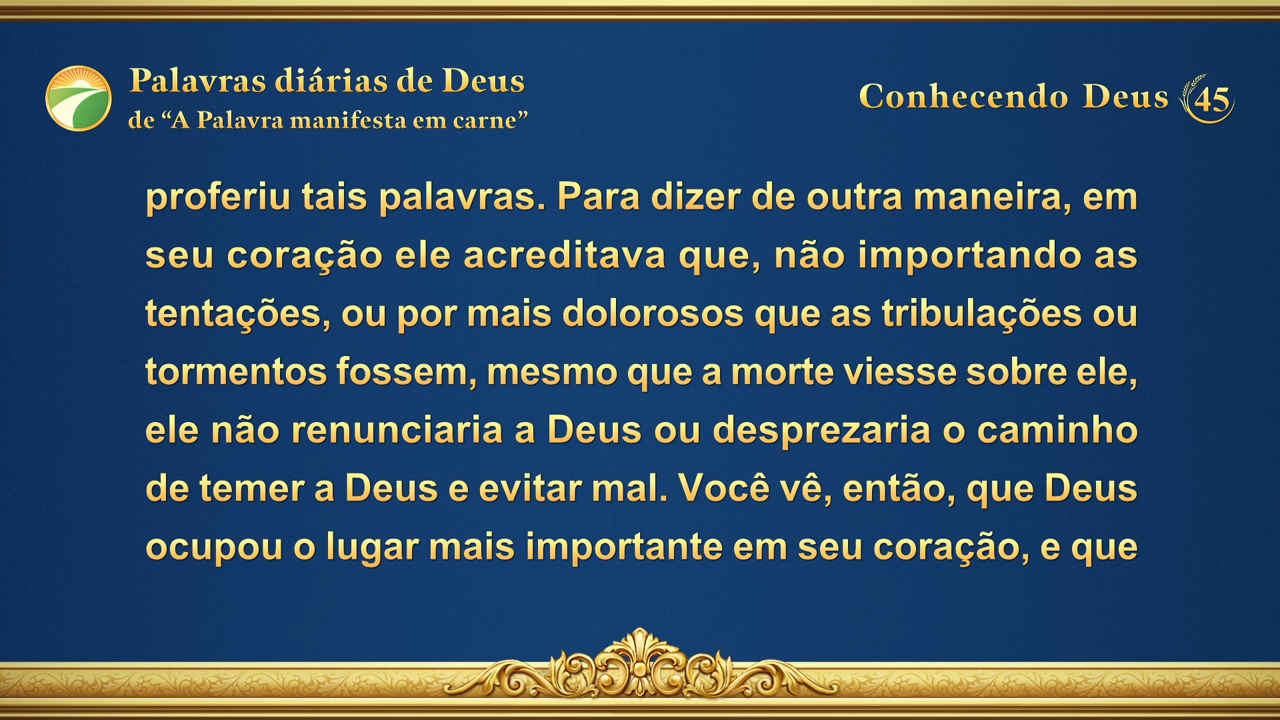 Palavras diárias de Deus
de “A Palavra manifesta em carne”
Conhecendo Deus 45
proferiu tais palavras. Para dizer de outra maneira, em
seu coração ele acreditava que, não importando as
tentações, ou por mais dolorosos que as tribulações ou
tormentos fossem, mesmo que a morte viesse sobre ele,
ele não renunciaria a Deus ou desprezaria o caminho
de temer a Deus e evitar mal. Você vê, então, que Deus
ocupou o lugar mais importante em seu coração, e que